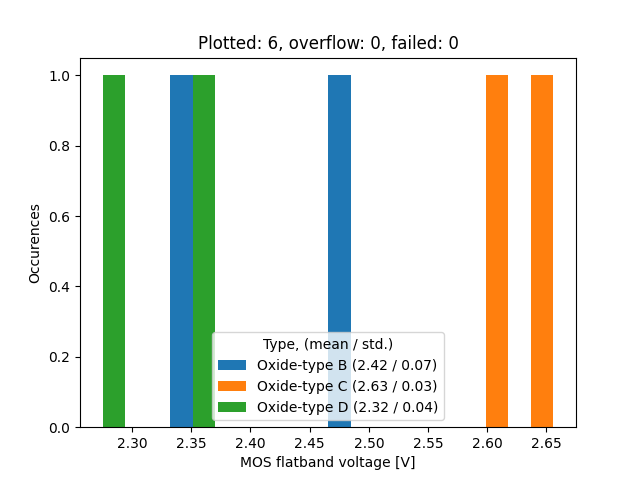 Plotted: 6, overflow: 0, failed: 0
1.0
0.8
0.6
0.4
0.2
0.0
Occurences
Type, (mean / std.)
Oxide-type B (2.42 / 0.07)
Oxide-type C (2.63 / 0.03)
Oxide-type D (2.32 / 0.04)
2.30 2.35 2.40 2.45 2.50 2.55 2.60 2.65
MOS flatband voltage [V]